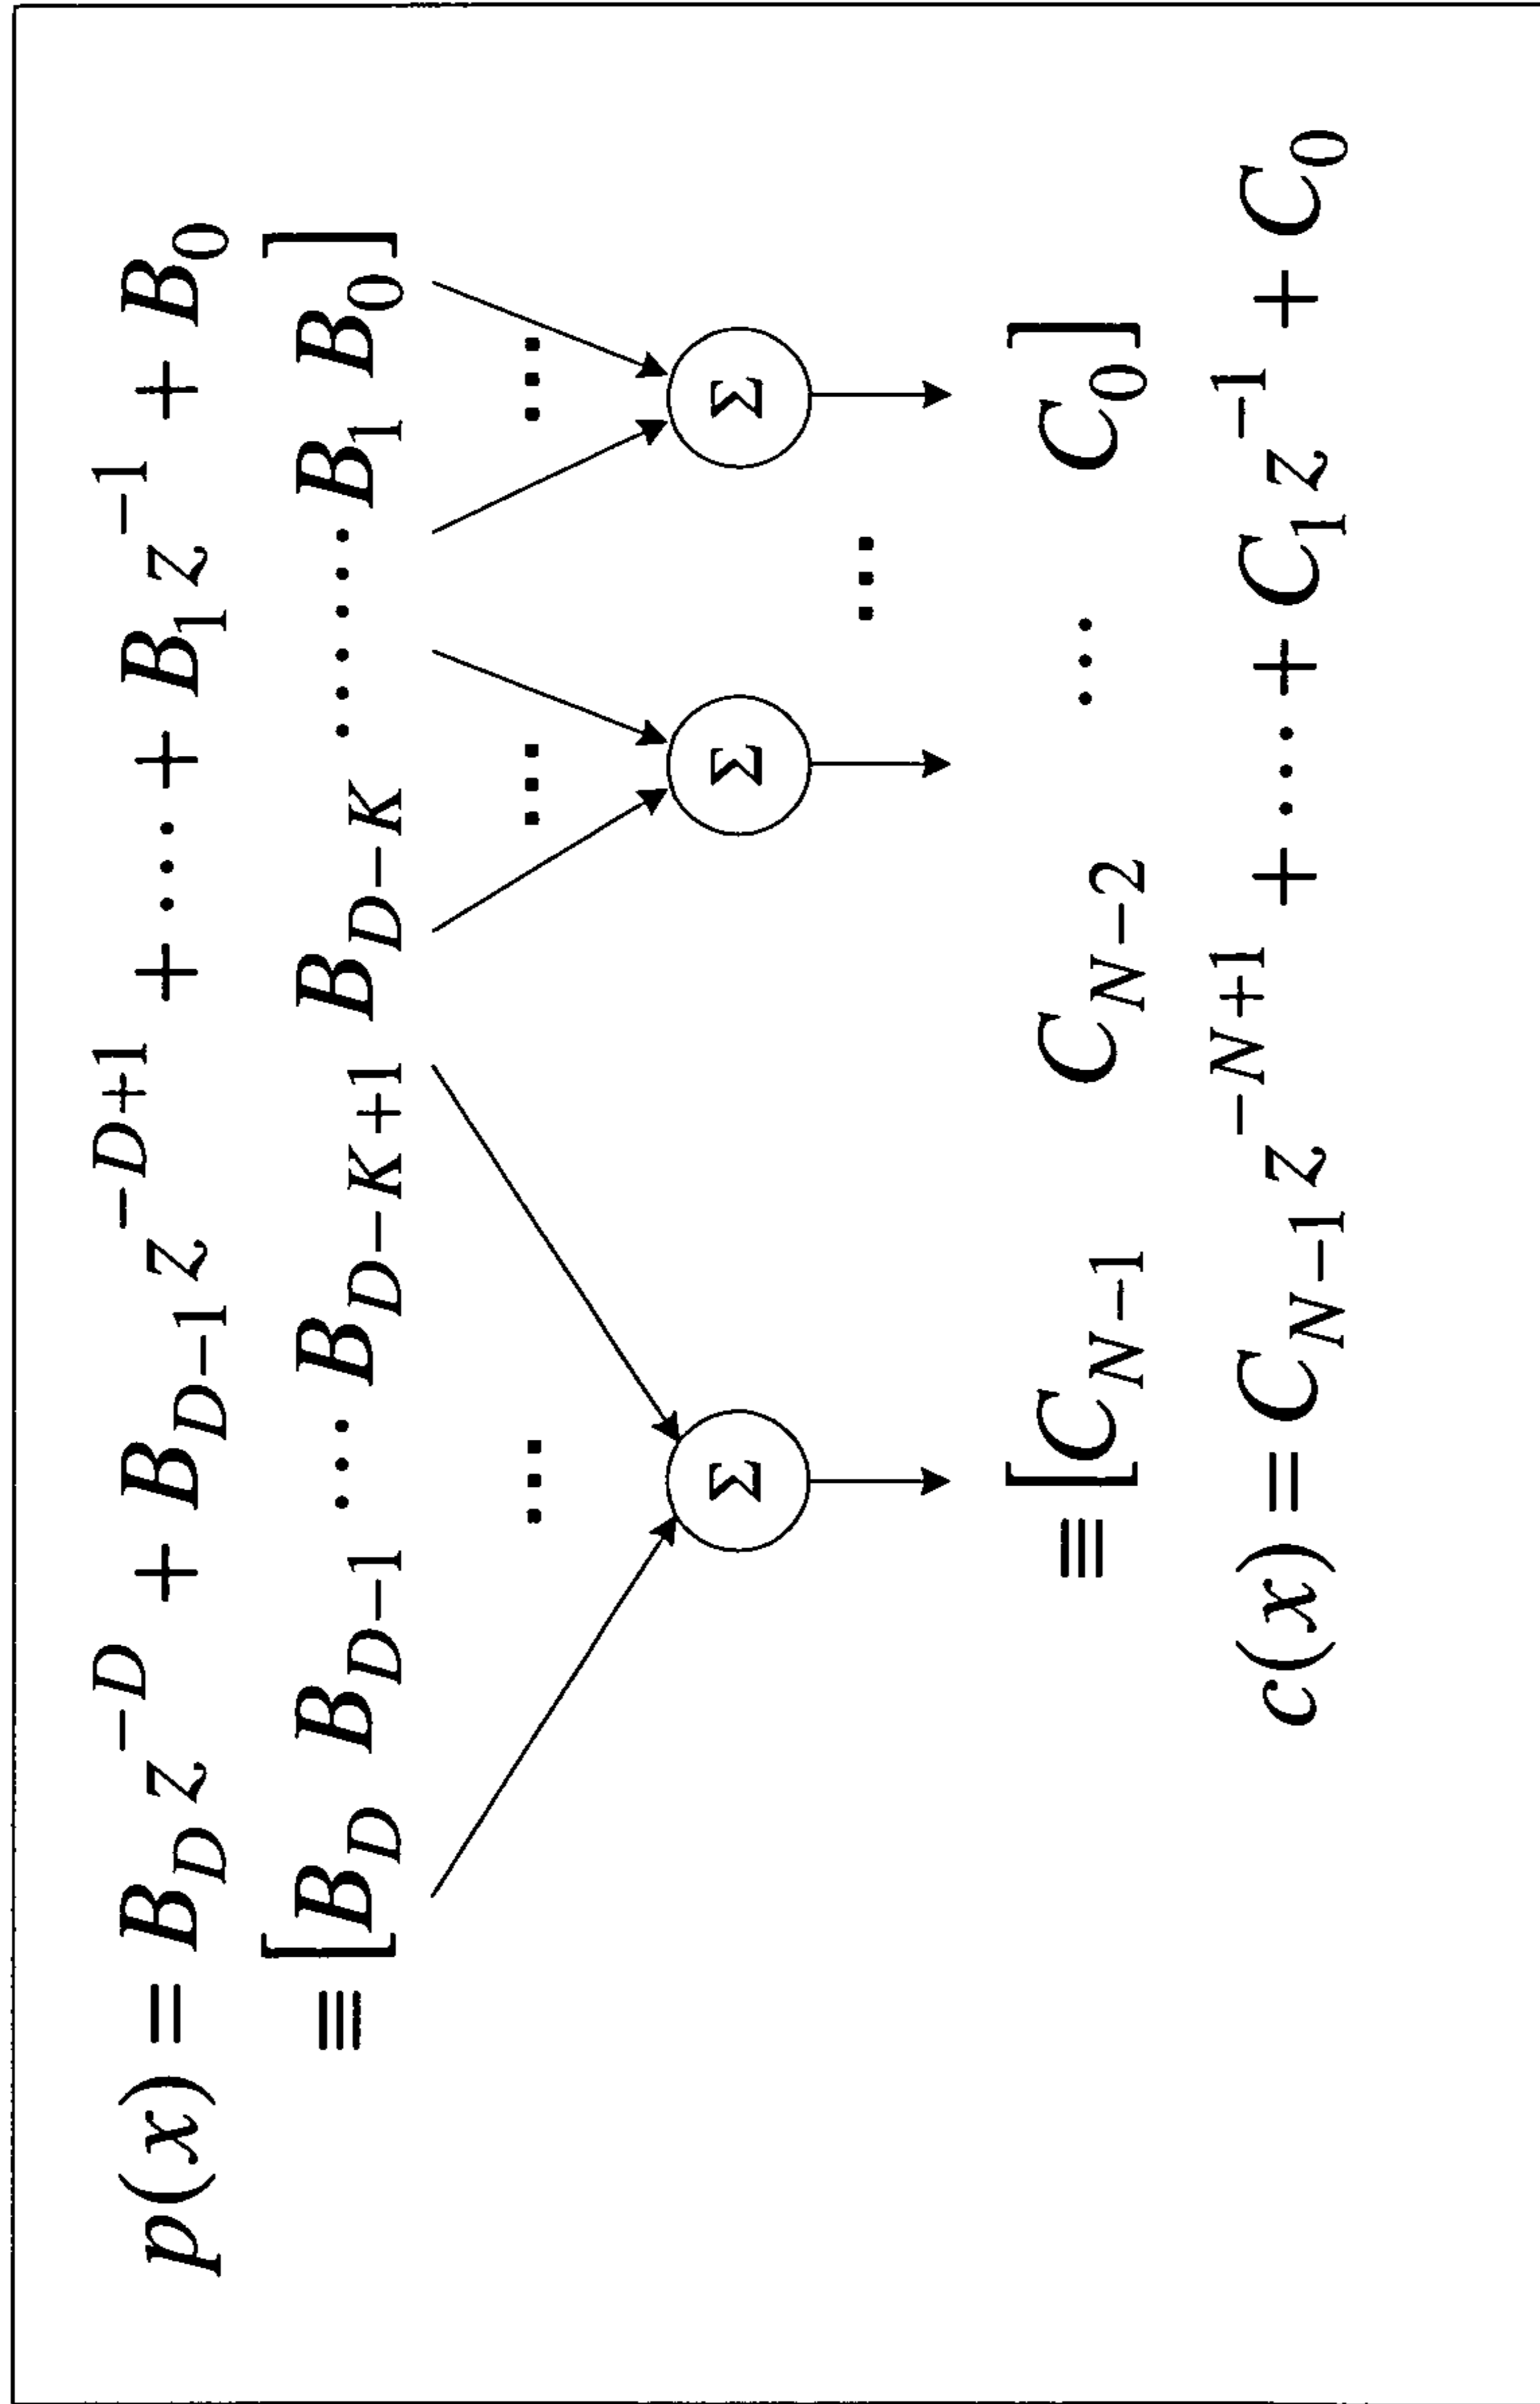 p(x) = B_D z^{-D} + B_{D-1} z^{-D+1} + ... + B_1 z^{-1} + B_0
≡ [B_D B_{D-1} ... B_{D-K+1} B_{D-K} ...... B_1 B_0]
... ... ...
Σ Σ Σ
...
≡ [C_{N-1} C_{N-2} ... C_0]
c(x) = C_{N-1} z^{-N+1} + ... + C_1 z^{-1} + C_0